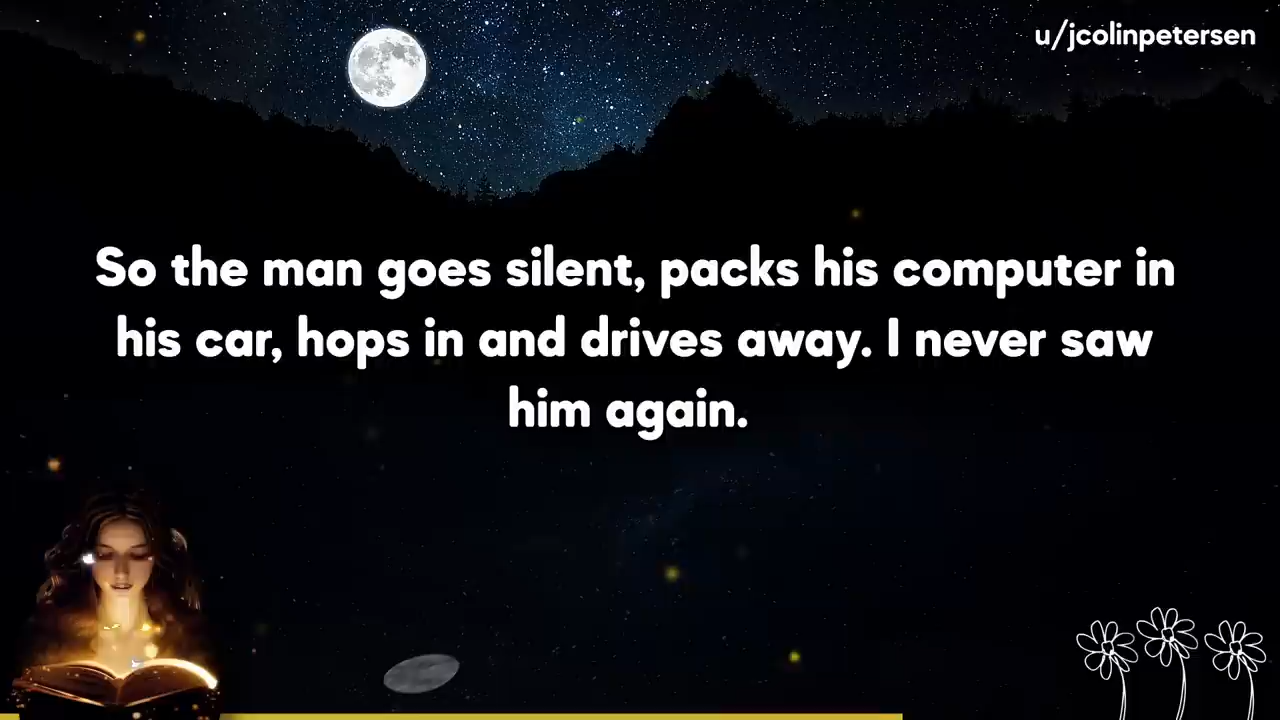 u/jcolinpetersen
So the man goes silent, packs his computer in
his car, hops in and drives away. I never saw
him again.